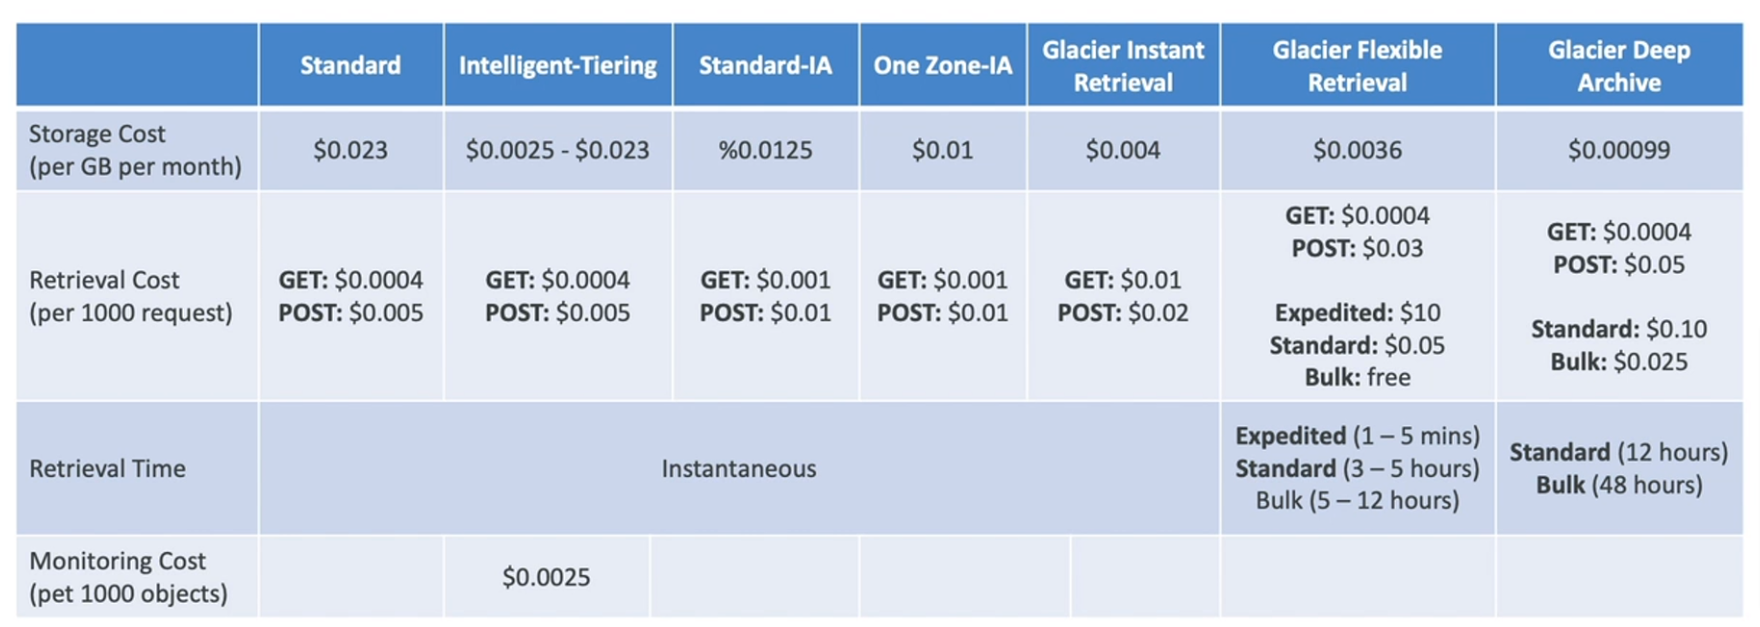 Standard
Intelligent-Tiering
Standard-IA
One Zone-IA
Glacier Instant
Retrieval
Glacier Flexible
Retrieval
Glacier Deep
Archive
Storage Cost
(per GB per month)
$0.023
$0.0025 - $0.023
%0.0125
$0.01
$0.004
$0.0036
$0.00099
Retrieval Cost
(per 1000 request)
GET: $0.0004
POST: $0.005
GET: $0.0004
POST: $0.005
GET: $0.001
POST: $0.01
GET: $0.001
POST: $0.01
GET: $0.01
POST: $0.02
GET: $0.0004
POST: $0.03
Expedited: $10
Standard: $0.05
Bulk: free
GET: $0.0004
POST: $0.05
Standard: $0.10
Bulk: $0.025
Retrieval Time
Instantaneous
Expedited (1 – 5 mins)
Standard (3 – 5 hours)
Bulk (5 – 12 hours)
Standard (12 hours)
Bulk (48 hours)
Monitoring Cost
(pet 1000 objects)
$0.0025